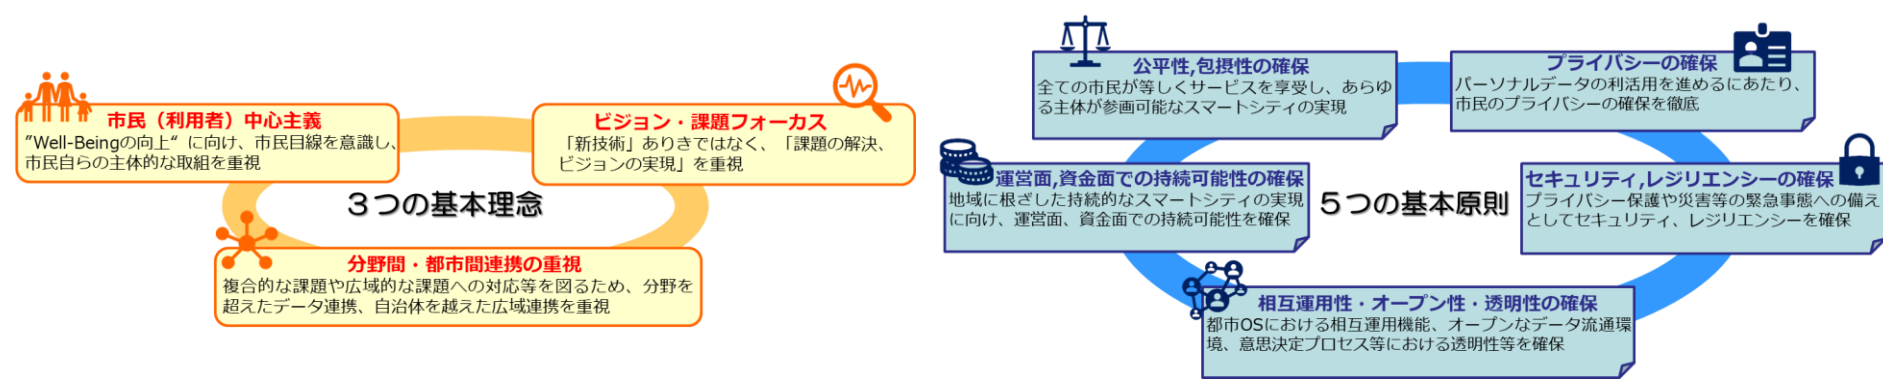 市民（利用者）中心主義
”Well-Beingの向上“ に向け、市民目線を意識し、
市民自らの主体的な取組を重視
ビジョン・課題フォーカス
「新技術」ありきではなく、「課題の解決、
ビジョンの実現」を重視
３つの基本理念
分野間・都市間連携の重視
複合的な課題や広域的な課題への対応等を図るため、分野を
超えたデータ連携、自治体を越えた広域連携を重視
公平性,包摂性の確保
全ての市民が等しくサービスを享受し、あらゆ
る主体が参画可能なスマートシティの実現
プライバシーの確保
パーソナルデータの利活用を進めるにあたり、
市民のプライバシーの確保を徹底
運営面,資金面での持続可能性の確保
地域に根ざした持続的なスマートシティの実現
に向け、運営面、資金面での持続可能性を確保
５つの基本原則
セキュリティ,レジリエンシーの確保
プライバシー保護や災害等の緊急事態への備え
としてセキュリティ、レジリエンシーを確保
相互運用性・オープン性・透明性の確保
都市OSにおける相互運用機能、オープンなデータ流通環
境、意思決定プロセス等における透明性等を確保